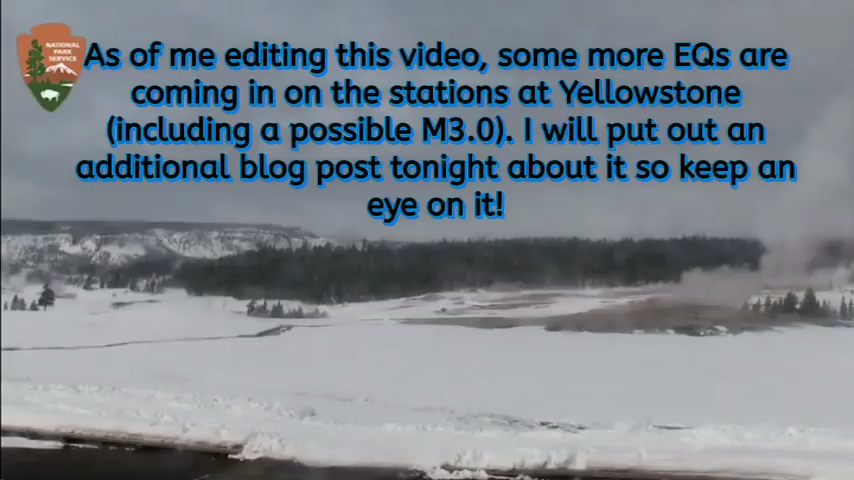 NATIONAL
PARK
SERVICE
As of me editing this video, some more EQs are
coming in on the stations at Yellowstone
(including a possible M3.0). I will put out an
additional blog post tonight about it so keep an
eye on it!